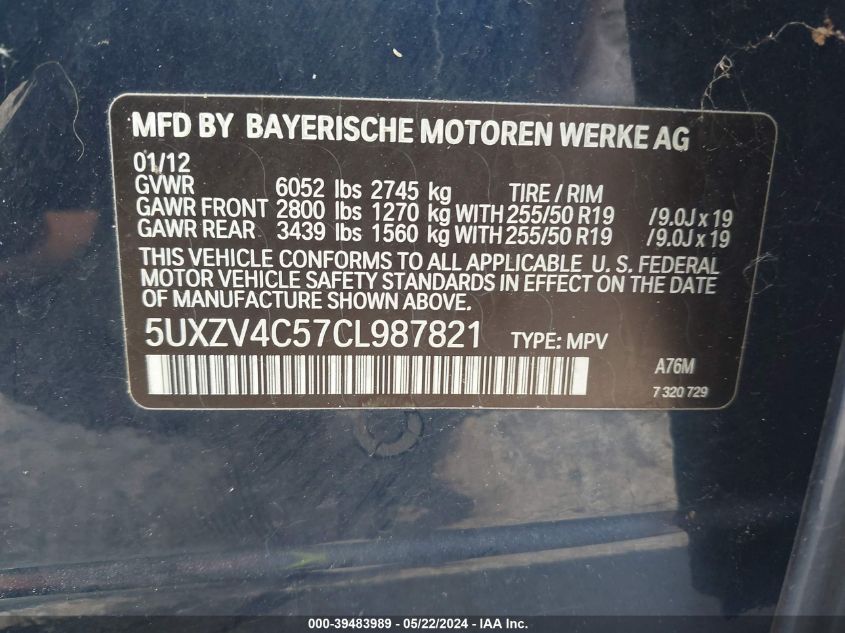 MFD BY BAYERISCHE MOTOREN WERKE AG
01/12
GVWR 6052 lbs 2745 kg TIRE / RIM
GAWR FRONT 2800 lbs 1270 kg WITH 255/50 R19 /9.0J x 19
GAWR REAR 3439 lbs 1560 kg WITH 255/50 R19 /9.0J x 19
THIS VEHICLE CONFORMS TO ALL APPLICABLE U. S. FEDERAL
MOTOR VEHICLE SAFETY STANDARDS IN EFFECT ON THE DATE
OF MANUFACTURE SHOWN ABOVE.
5UXZV4C57CL987821 TYPE: MPV
A76M
7 320 729
000-39483989 - 05/22/2024 - IAA Inc.